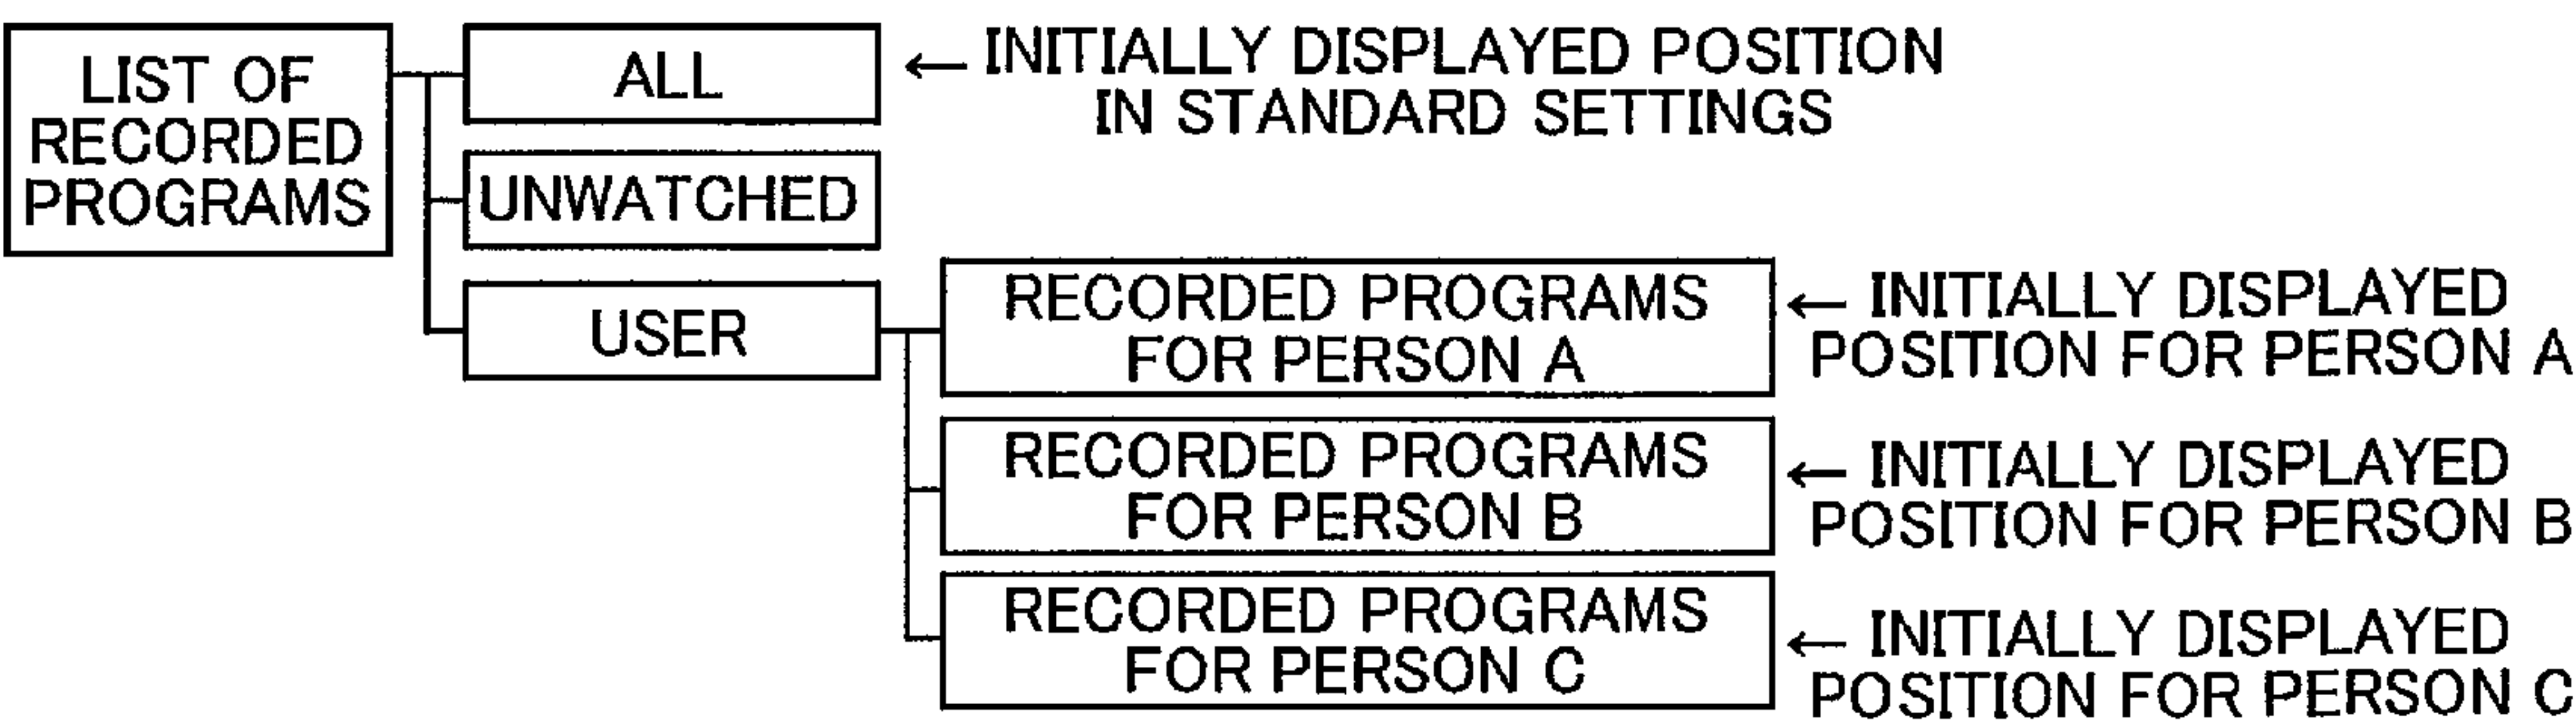 LIST OF
RECORDED
PROGRAMS
ALL
← INITIALLY DISPLAYED POSITION
IN STANDARD SETTINGS
UNWATCHED
USER
RECORDED PROGRAMS
FOR PERSON A
← INITIALLY DISPLAYED
POSITION FOR PERSON A
RECORDED PROGRAMS
FOR PERSON B
← INITIALLY DISPLAYED
POSITION FOR PERSON B
RECORDED PROGRAMS
FOR PERSON C
← INITIALLY DISPLAYED
POSITION FOR PERSON C